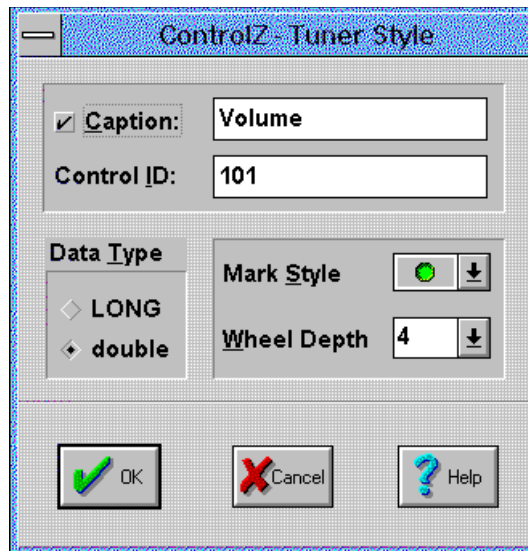 ControlZ - Tuner Style
Caption: Volume
Control ID: 101
Data Type
LONG
double
Mark Style
Wheel Depth 4
OK Cancel Help